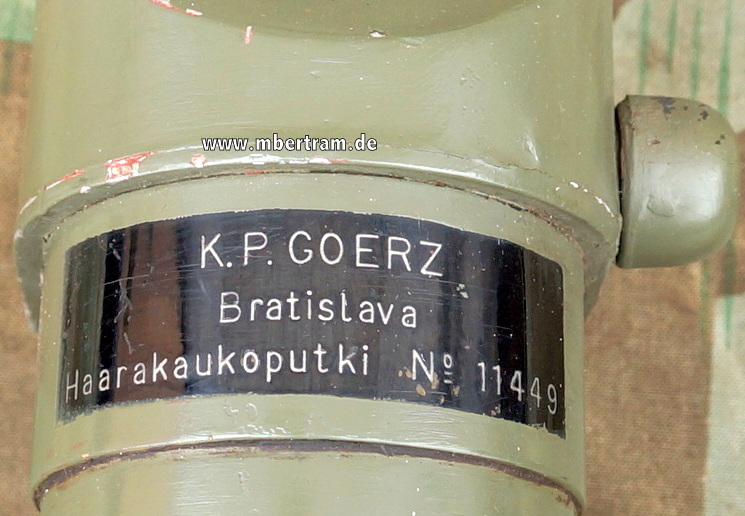 www.mbertram.de
K.P. GOERZ
Bratislava
Haarakaukoputki Nº 11449